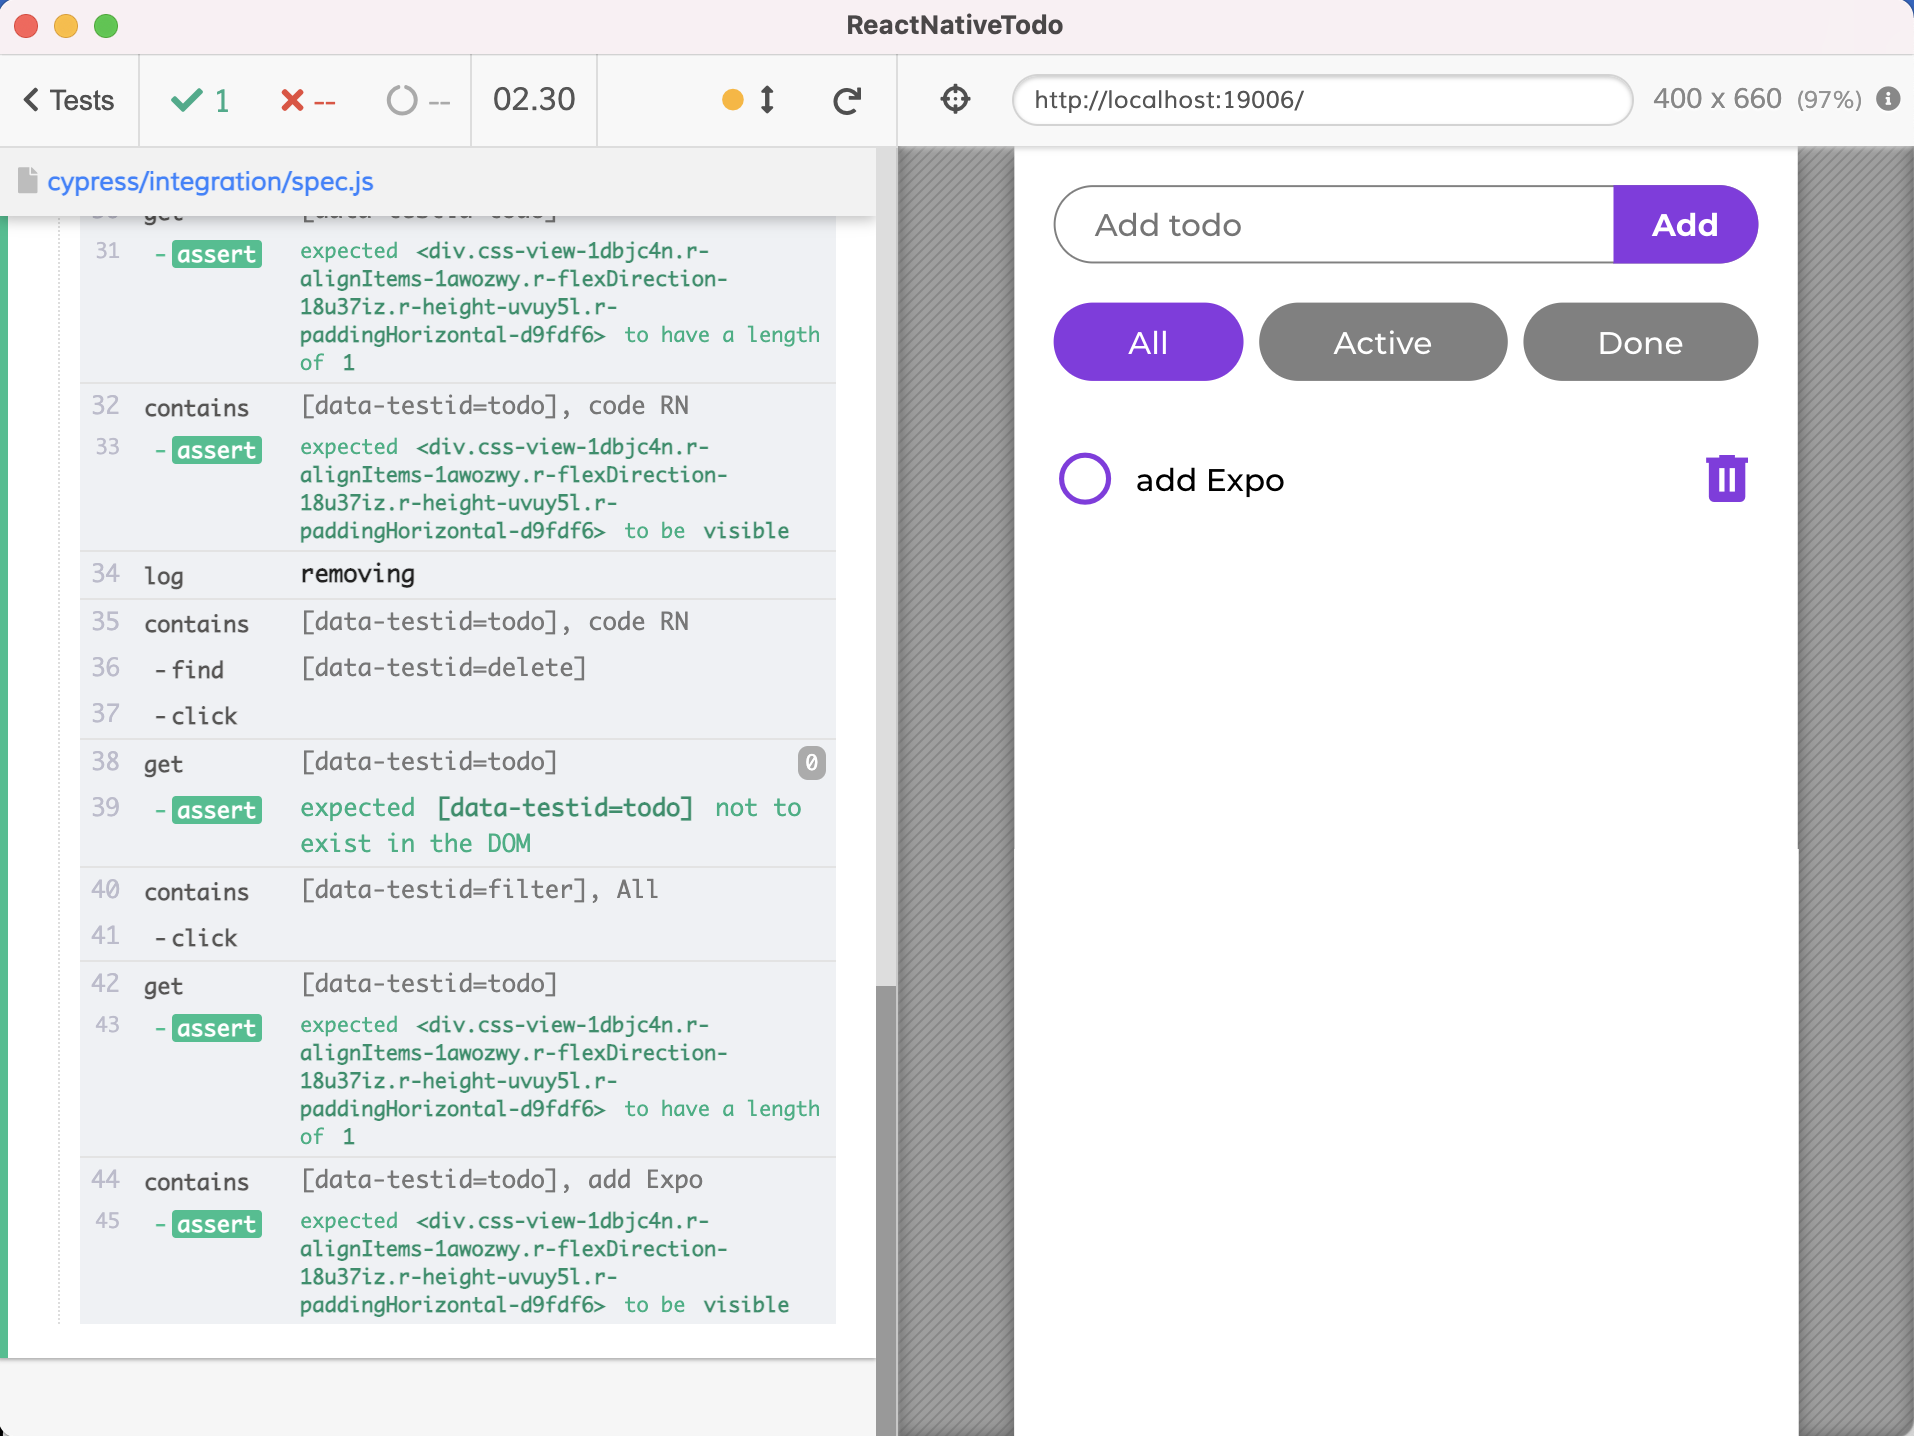 ReactNativeTodo
Tests
1
--
--
02.30
http://localhost:19006/
400 x 660 (97%)
cypress/integration/spec.js
30 get [data-testid=todo]
31 -assert expected <div.css-view-1dbjc4n.r-
alignItems-1awozwy.r-flexDirection-
18u37iz.r-height-uvuy5l.r-
paddingHorizontal-d9fdf6> to have a length
of 1
32 contains [data-testid=todo], code RN
33 -assert expected <div.css-view-1dbjc4n.r-
alignItems-1awozwy.r-flexDirection-
18u37iz.r-height-uvuy5l.r-
paddingHorizontal-d9fdf6> to be visible
34 log removing
35 contains [data-testid=todo], code RN
36 -find [data-testid=delete]
37 -click
38 get [data-testid=todo] 0
39 -assert expected [data-testid=todo] not to
exist in the DOM
40 contains [data-testid=filter], All
41 -click
42 get [data-testid=todo]
43 -assert expected <div.css-view-1dbjc4n.r-
alignItems-1awozwy.r-flexDirection-
18u37iz.r-height-uvuy5l.r-
paddingHorizontal-d9fdf6> to have a length
of 1
44 contains [data-testid=todo], add Expo
45 -assert expected <div.css-view-1dbjc4n.r-
alignItems-1awozwy.r-flexDirection-
18u37iz.r-height-uvuy5l.r-
paddingHorizontal-d9fdf6> to be visible
Add todo
Add
All
Active
Done
add Expo